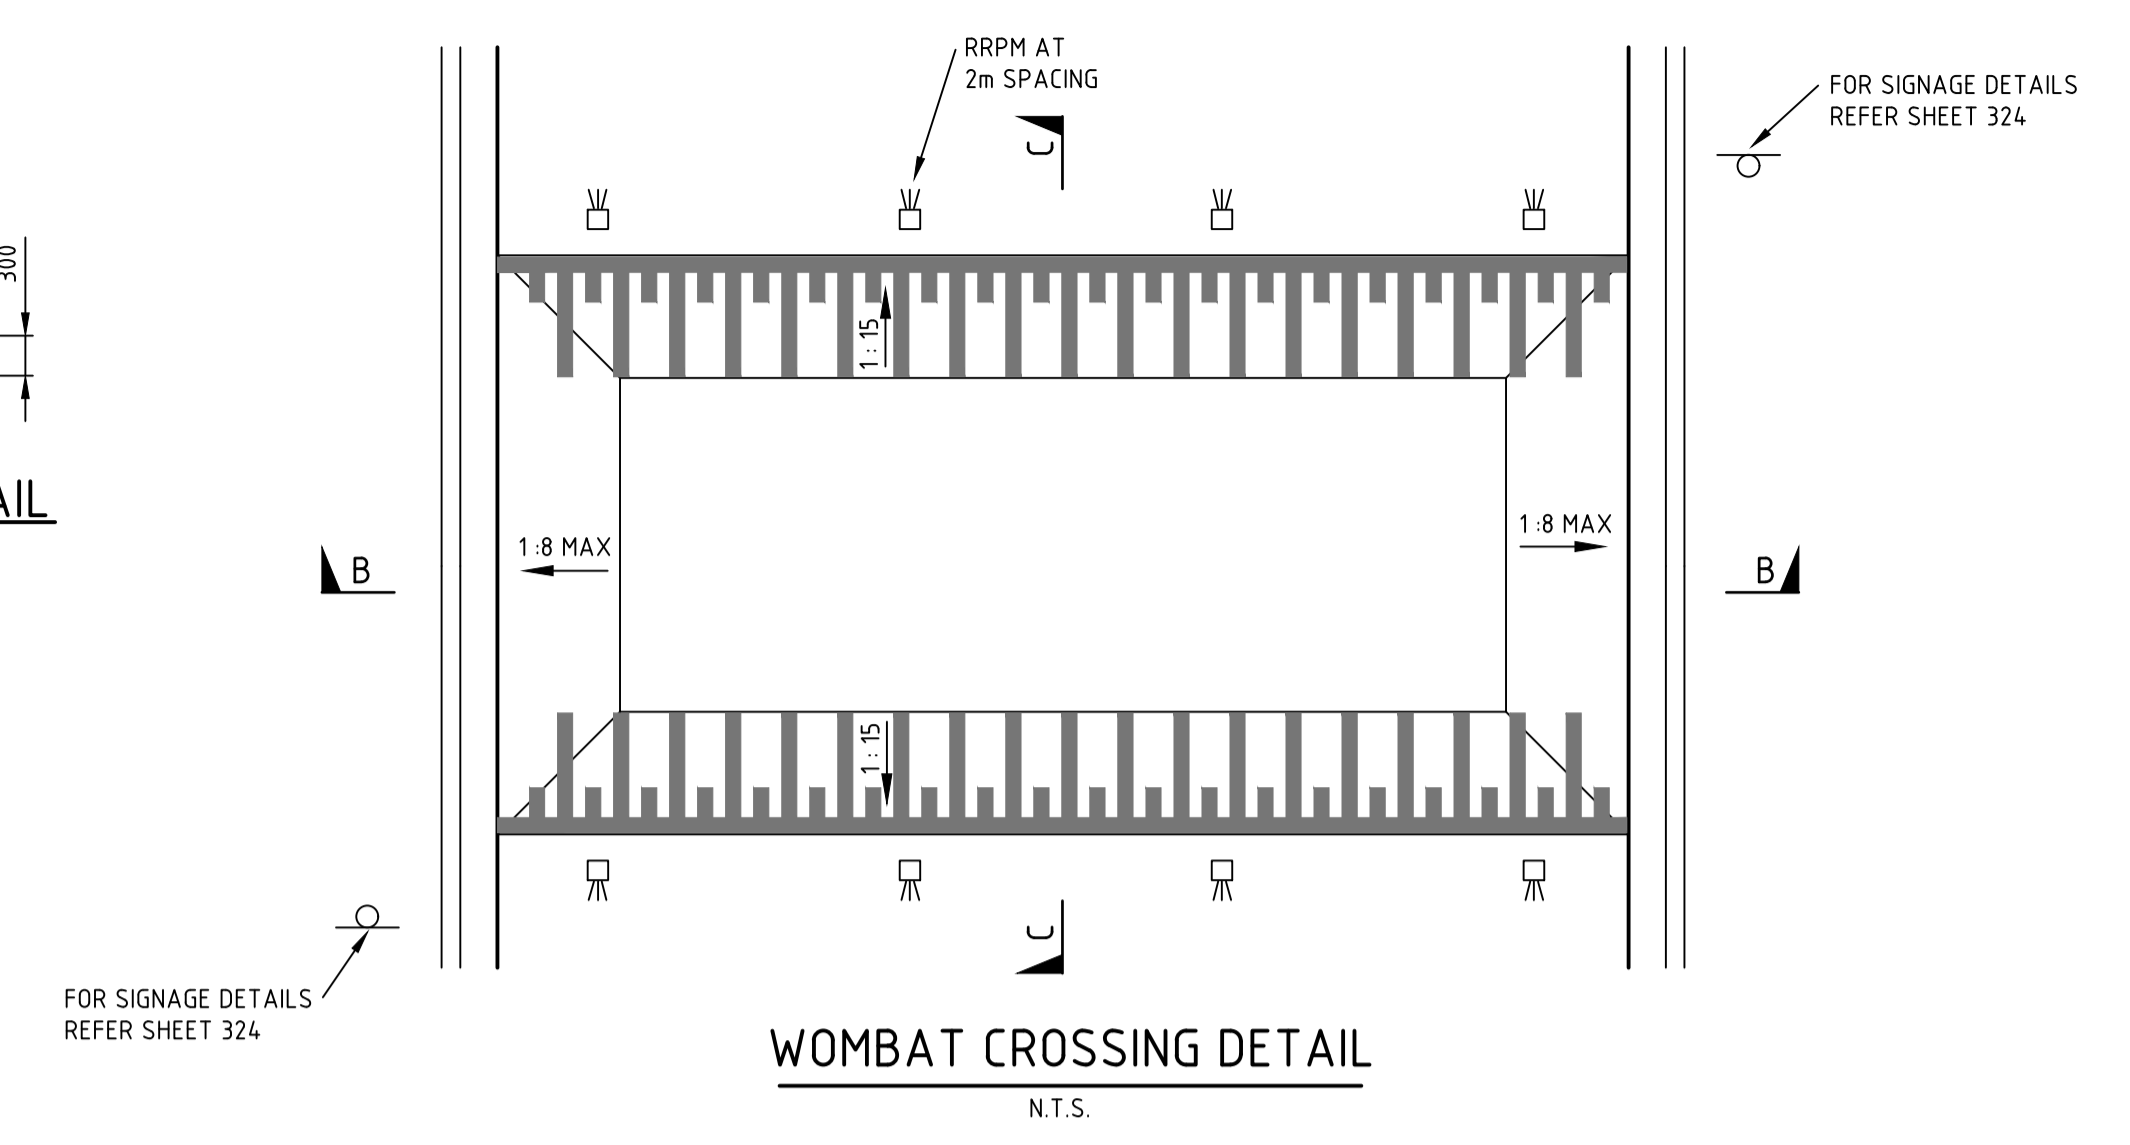 RRPM AT
2m SPACING
FOR SIGNAGE DETAILS
REFER SHEET 324
C
300
1 : 15
AIL
1 :8 MAX
1 :8 MAX
B
B
1 : 15
C
FOR SIGNAGE DETAILS
REFER SHEET 324
WOMBAT CROSSING DETAIL
N.T.S.